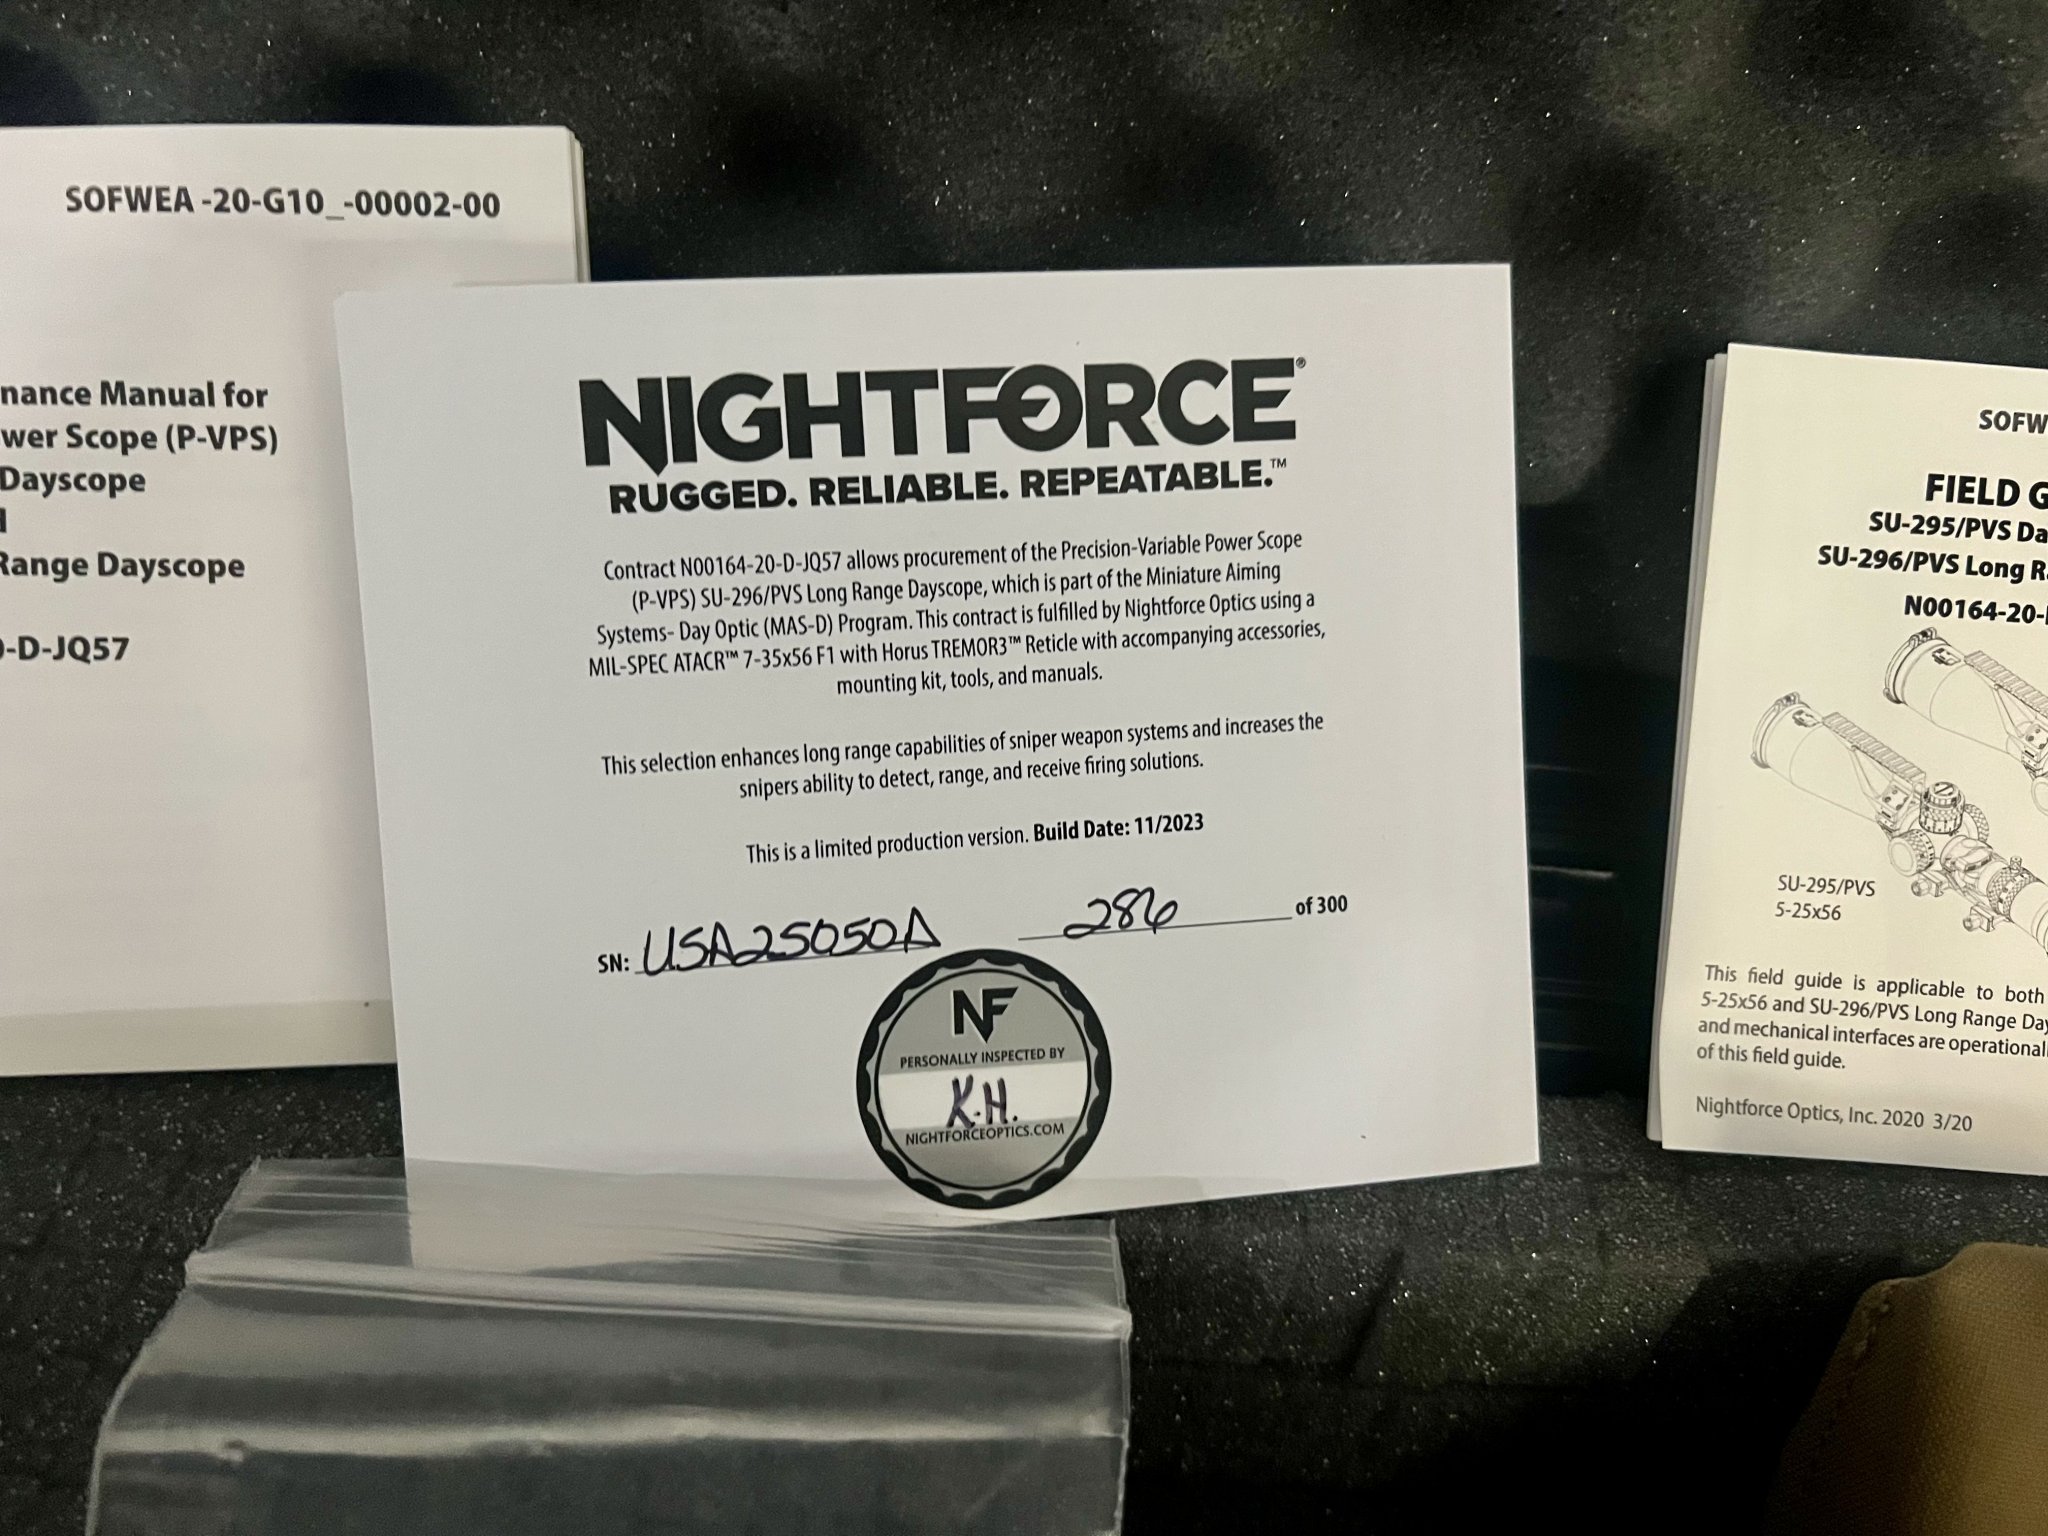 SOFWEA -20-G10_-00002-00
nance Manual for
wer Scope (P-VPS)
Dayscope
Range Dayscope
-D-JQ57
NIGHTFORCE®
RUGGED. RELIABLE. REPEATABLE.™
Contract N00164-20-D-JQ57 allows procurement of the Precision-Variable Power Scope
(P-VPS) SU-296/PVS Long Range Dayscope, which is part of the Miniature Aiming
Systems- Day Optic (MAS-D) Program. This contract is fulfilled by Nightforce Optics using a
MIL-SPEC ATACR™ 7-35x56 F1 with Horus TREMOR3™ Reticle with accompanying accessories,
mounting kit, tools, and manuals.
This selection enhances long range capabilities of sniper weapon systems and increases the
snipers ability to detect, range, and receive firing solutions.
This is a limited production version. Build Date: 11/2023
SN: USA25050A 286 of 300
NF
PERSONALLY INSPECTED BY
K.H.
NIGHTFORCEOPTICS.COM
SOFW
FIELD G
SU-295/PVS Da
SU-296/PVS Long R
N00164-20-
SU-295/PVS
5-25x56
This field guide is applicable to both
5-25x56 and SU-296/PVS Long Range Day
and mechanical interfaces are operational
of this field guide.
Nightforce Optics, Inc. 2020 3/20